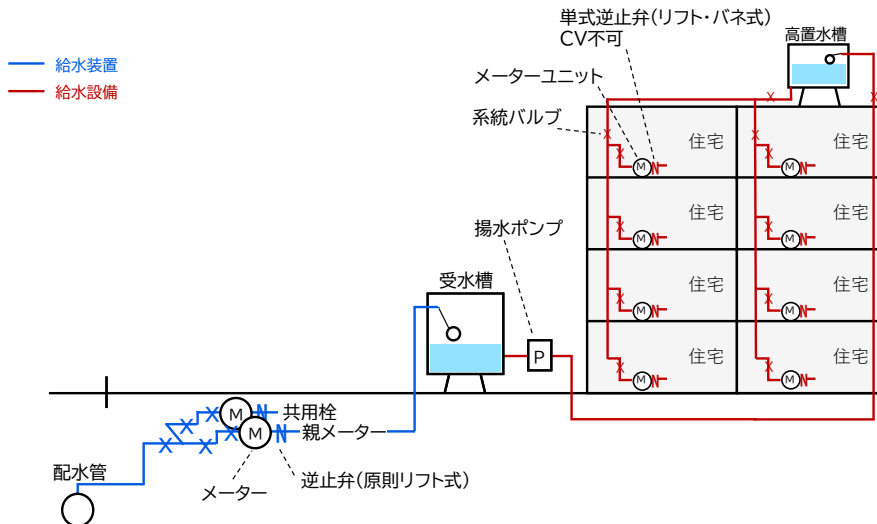 単式逆止弁(リフト・バネ式)
CV不可
高置水槽
給水装置
給水設備
メーターユニット
系統バルブ
住宅
住宅
M
M
住宅
住宅
M
M
揚水ポンプ
住宅
住宅
M
M
受水槽
P
住宅
住宅
M
M
共用栓
M
親メーター
M
配水管
メーター
逆止弁(原則リフト式)